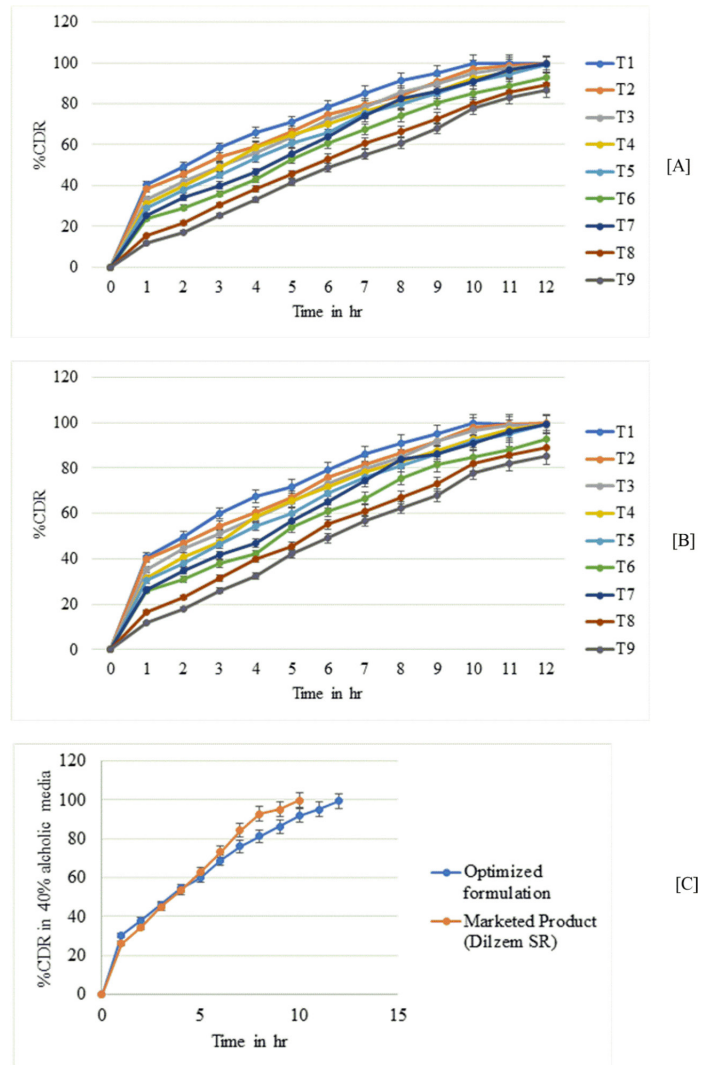 120
100
80
60
40
20
0
%CDR
0 1 2 3 4 5 6 7 8 9 10 11 12
Time in hr
T1
T2
T3
T4
T5
T6
T7
T8
T9
[A]
120
100
80
60
40
20
0
%CDR
0 1 2 3 4 5 6 7 8 9 10 11 12
Time in hr
T1
T2
T3
T4
T5
T6
T7
T8
T9
[B]
120
100
80
60
40
20
0
%CDR in 40% alcholic media
0 5 10 15
Time in hr
Optimized
formulation
Marketed Product
(Dilzem SR)
[C]